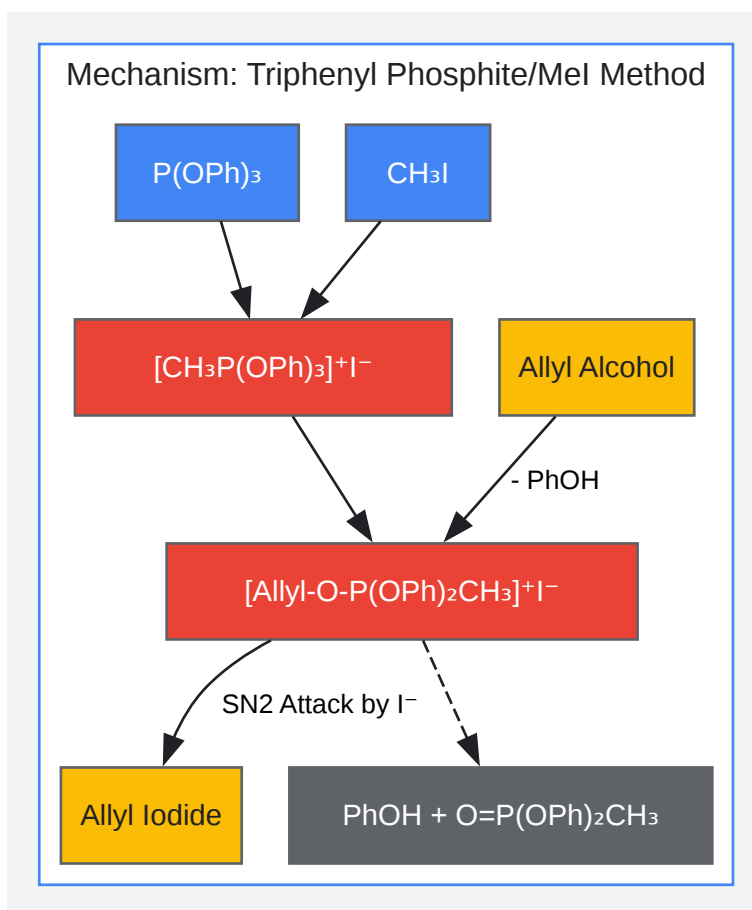 Mechanism: Triphenyl Phosphite/MeI Method
P(OPh)₃
CH₃I
[CH₃P(OPh)₃]⁺I⁻
Allyl Alcohol
- PhOH
[Allyl-O-P(OPh)₂CH₃]⁺I⁻
SN2 Attack by I⁻
Allyl Iodide
PhOH + O=P(OPh)₂CH₃